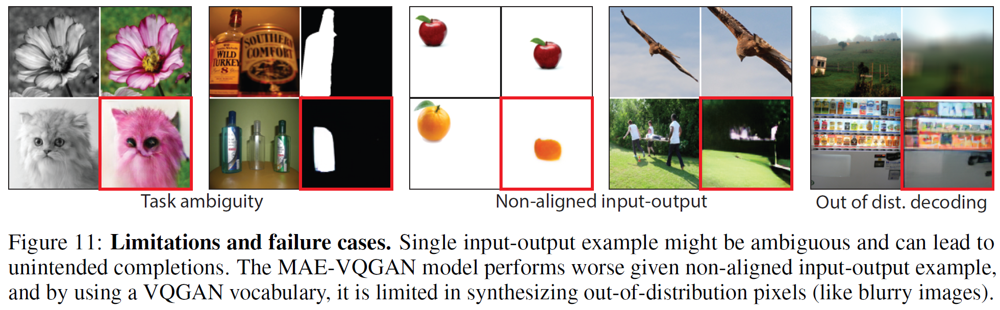 WILD
TURKEY
8
SOUTHERN
COMFORT
Task ambiguity
Non-aligned input-output
Out of dist. decoding
Figure 11: Limitations and failure cases. Single input-output example might be ambiguous and can lead to
unintended completions. The MAE-VQGAN model performs worse given non-aligned input-output example,
and by using a VQGAN vocabulary, it is limited in synthesizing out-of-distribution pixels (like blurry images).